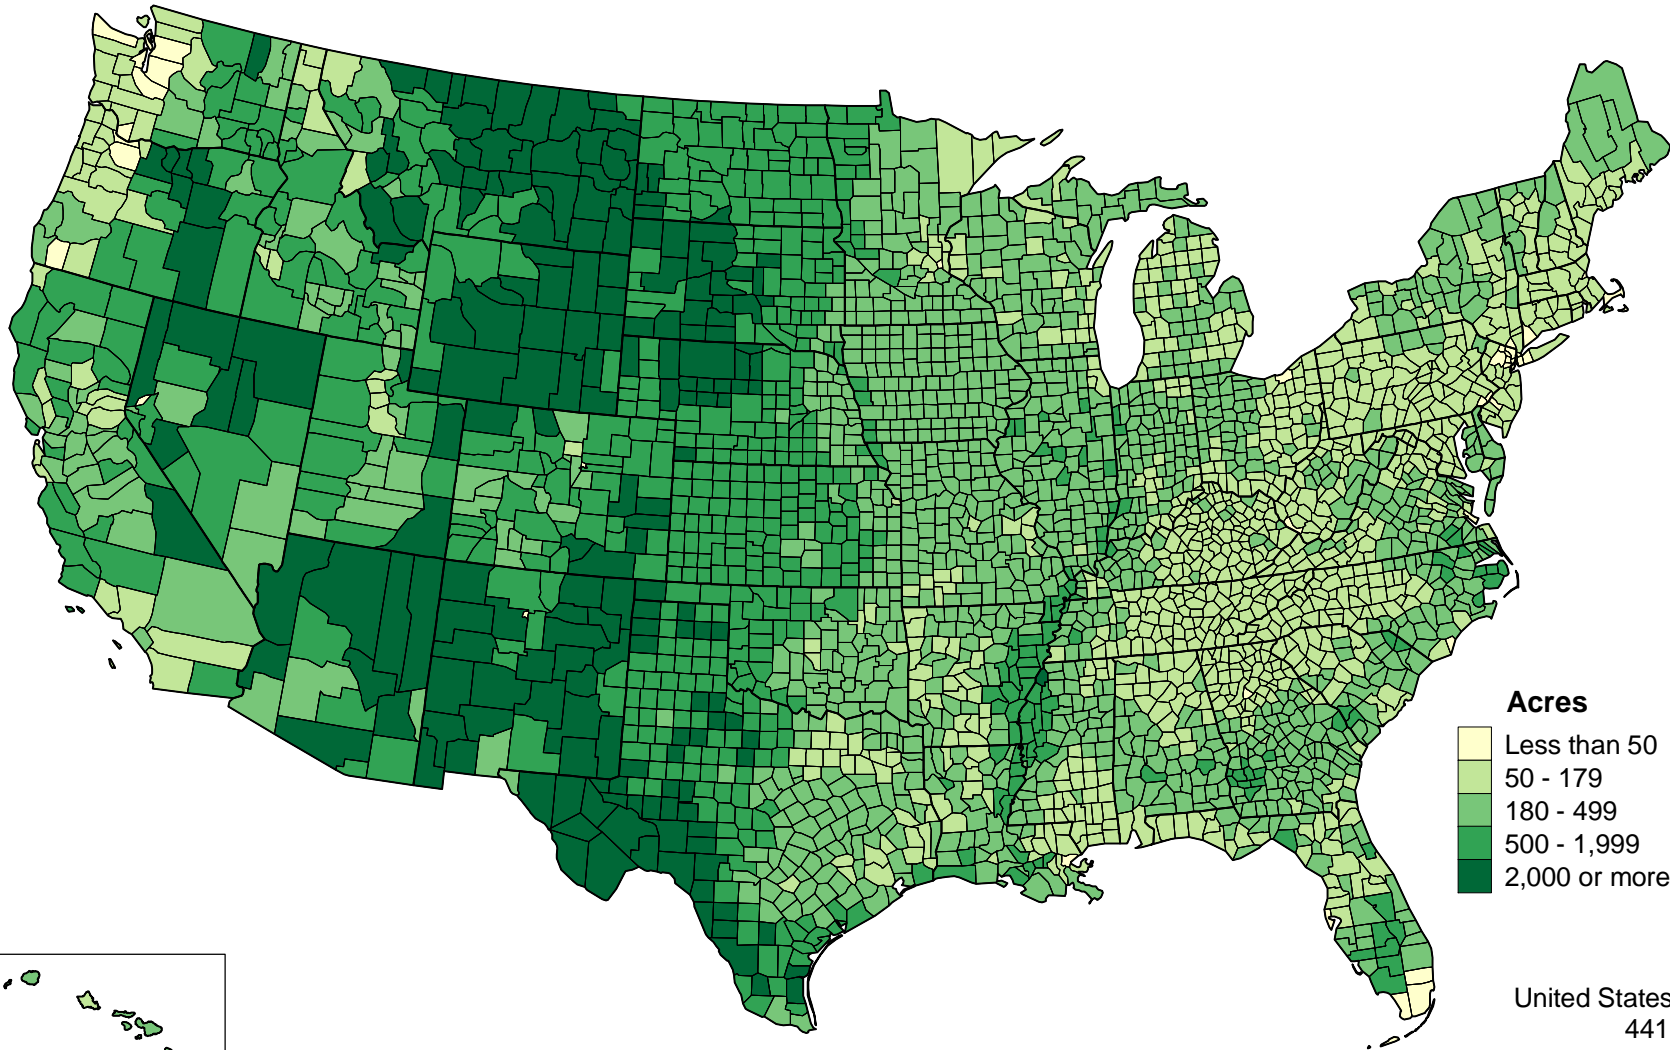 Acres
Less than 50
50 - 179
180 - 499
500 - 1,999
2,000 or more
United States
441